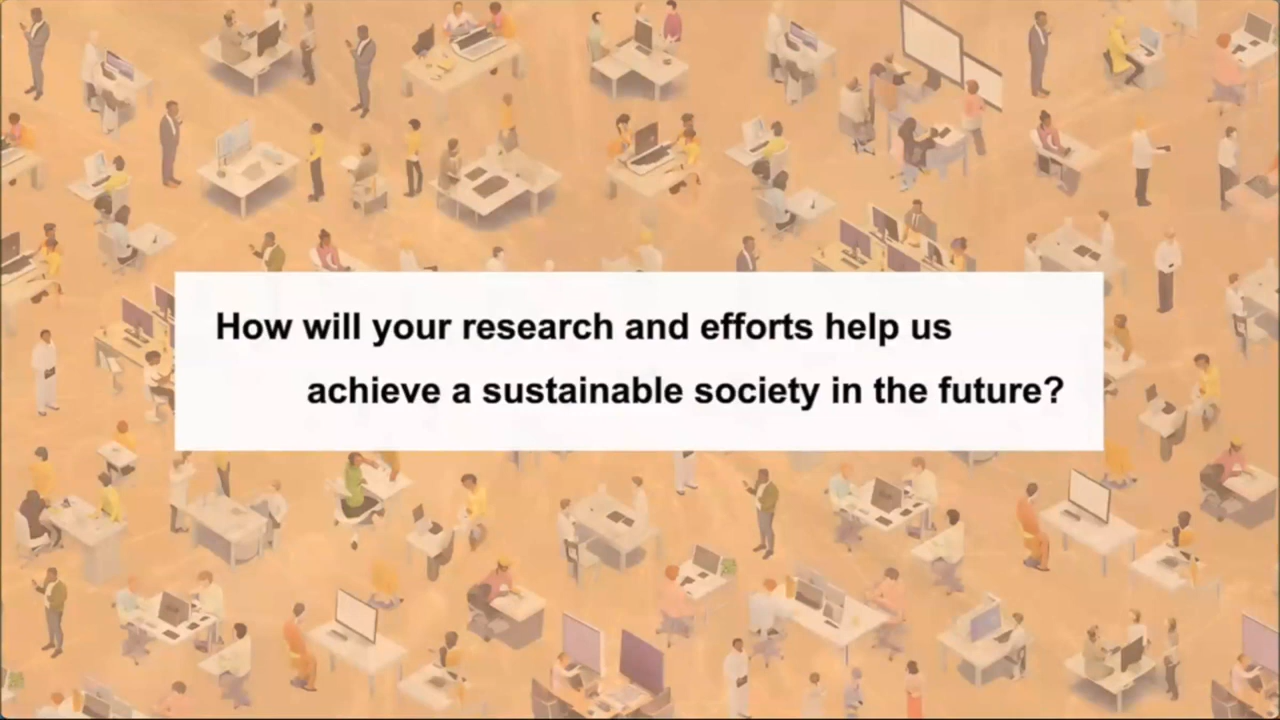 How will your research and efforts help us
achieve a sustainable society in the future?